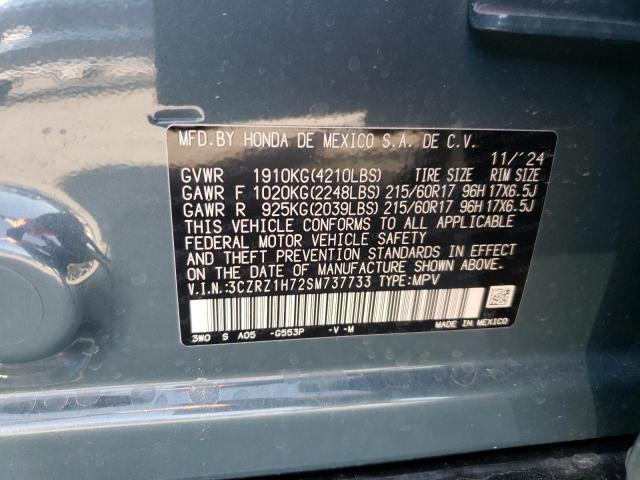 MFD.BY HONDA DE MEXICO S.A. DE C.V.
11/'24
GVWR 1910KG(4210LBS) TIRE SIZE RIM SIZE
GAWR F 1020KG(2248LBS) 215/60R17 96H 17X6.5J
GAWR R 925KG(2039LBS) 215/60R17 96H 17X6.5J
THIS VEHICLE CONFORMS TO ALL APPLICABLE
FEDERAL MOTOR VEHICLE SAFETY
AND THEFT PREVENTION STANDARDS IN
EFFECT ON THE DATE OF MANUFACTURE SHOWN ABOVE.
V.I.N.:3CZRZ1H72SM737733 TYPE:MPV
3W0 S A05 -G553P -V -M
MADE IN MEXICO